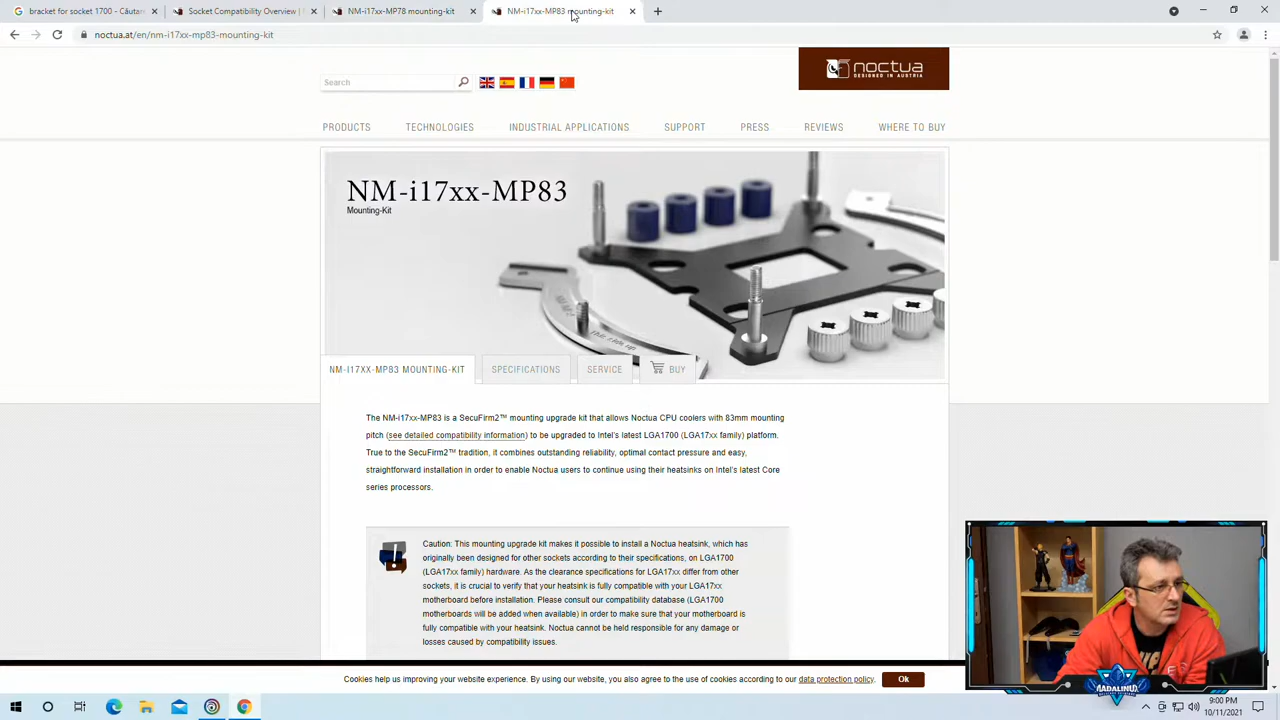 bracket for socket 1700 - Căuta
Socket Compatibility Overview |
NM-i17xx-MP78 mounting-kit
NM-i17xx-MP83 mounting-kit
noctua.at/en/nm-i17xx-mp83-mounting-kit
Search
noctua
DESIGNED IN AUSTRIA
PRODUCTS
TECHNOLOGIES
INDUSTRIAL APPLICATIONS
SUPPORT
PRESS
REVIEWS
WHERE TO BUY
NM-i17xx-MP83
Mounting-Kit
NM-I17XX-MP83 MOUNTING-KIT
SPECIFICATIONS
SERVICE
BUY
The NM-i17xx-MP83 is a SecuFirm2™ mounting upgrade kit that allows Noctua CPU coolers with 83mm mounting
pitch (see detailed compatibility information) to be upgraded to Intel's latest LGA1700 (LGA17xx family) platform.
True to the SecuFirm2™ tradition, it combines outstanding reliability, optimal contact pressure and easy,
straightforward installation in order to enable Noctua users to continue using their heatsinks on Intel's latest Core
series processors.
Caution: This mounting upgrade kit makes it possible to install a Noctua heatsink, which has
originally been designed for other sockets according to their specifications, on LGA1700
(LGA17xx family) hardware. As the clearance specifications for LGA17xx differ from other
sockets, it is crucial to verify that your heatsink is fully compatible with your LGA17xx
motherboard before installation. Please consult our compatibility database (LGA1700
motherboards will be added when available) in order to make sure that your motherboard is
fully compatible with your heatsink. Noctua cannot be held responsible for any damage or
losses caused by compatibility issues.
Cookies help us improving your website experience. By using our website, you also agree to the use of cookies according to our data protection policy.
Ok
MADALINUX
9:00 PM
10/11/2021